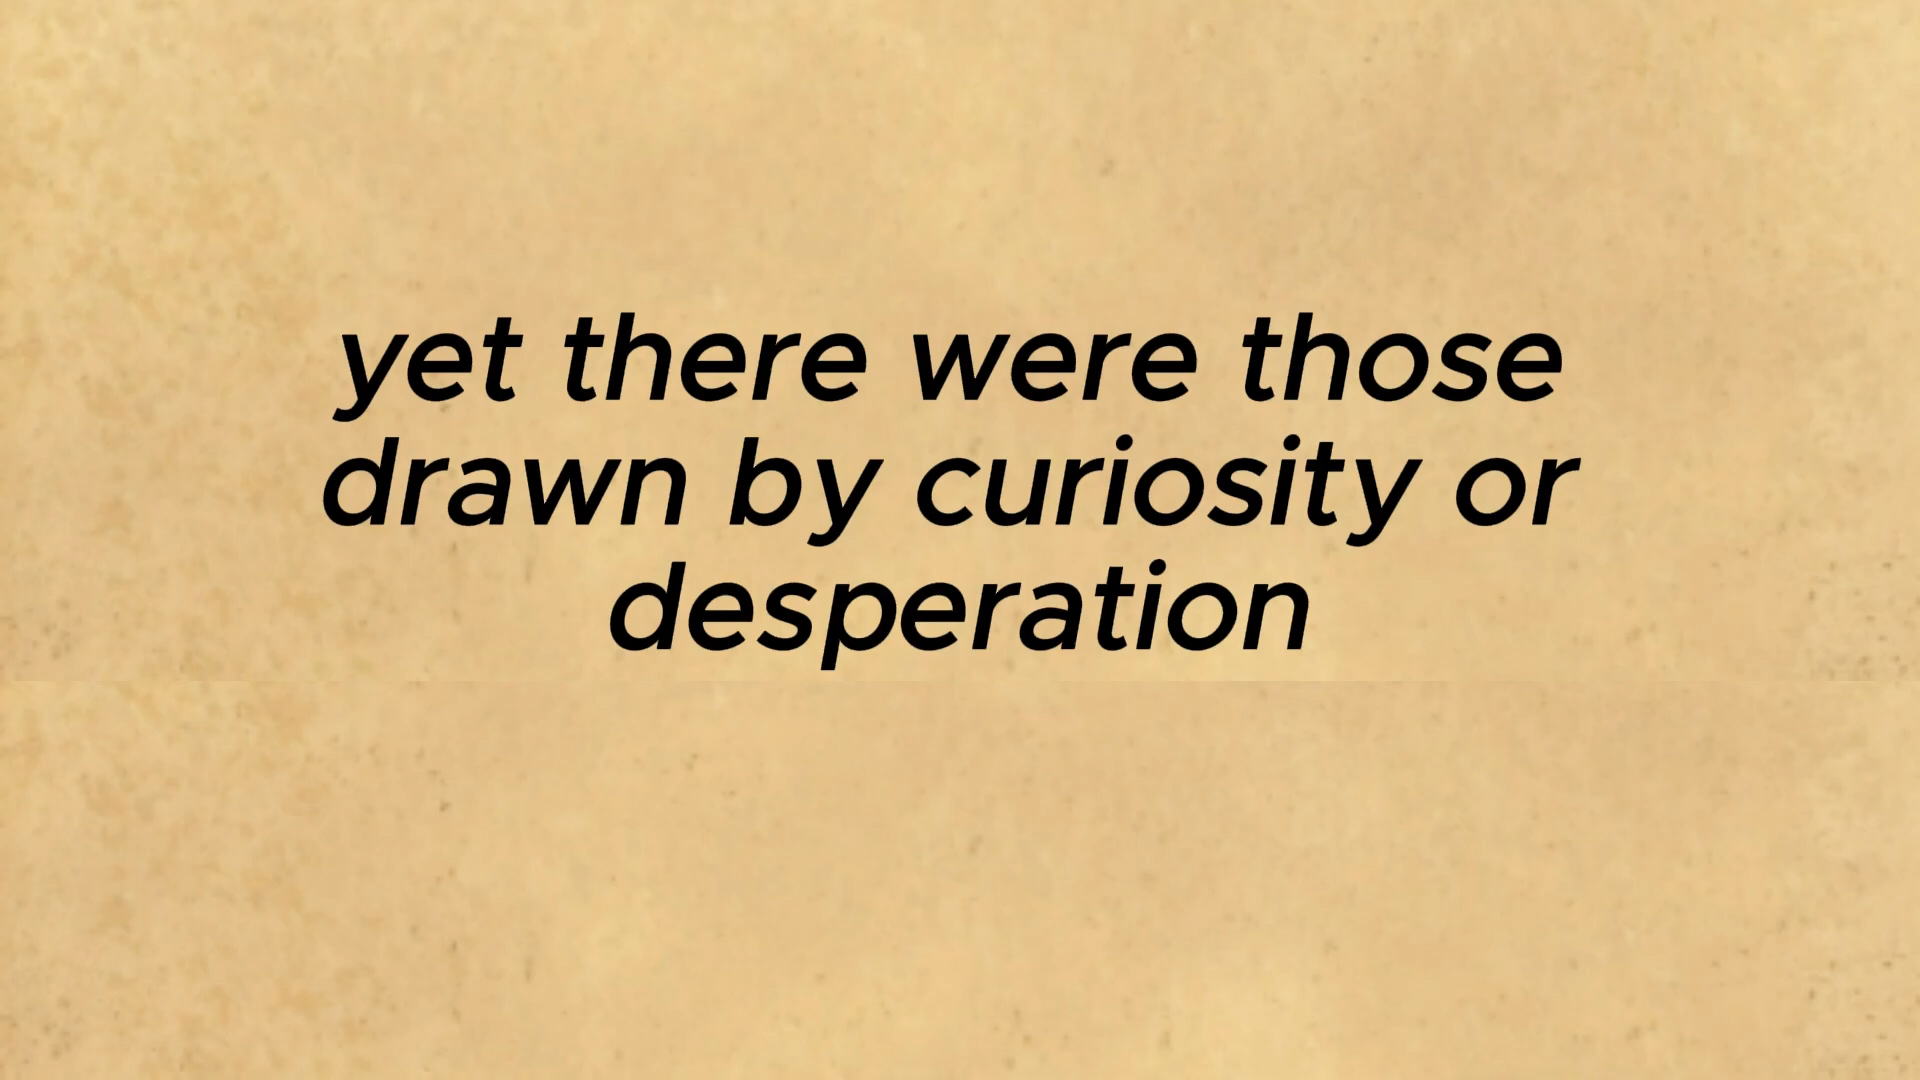 yet there were those
drawn by curiosity or
desperation